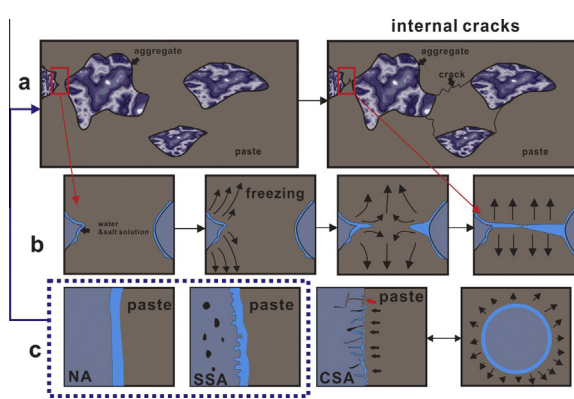 internal cracks
a
aggregate
paste
aggregate
crack
paste
b
water
&salt solution
freezing
c
paste
NA
paste
SSA
paste
CSA